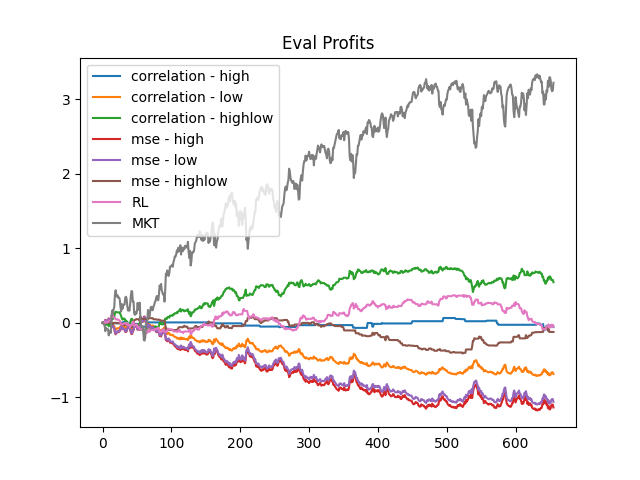 Eval Profits
correlation - high
correlation - low
correlation - highlow
mse - high
mse - low
mse - highlow
RL
MKT
3
2
1
0
−1
0 100 200 300 400 500 600